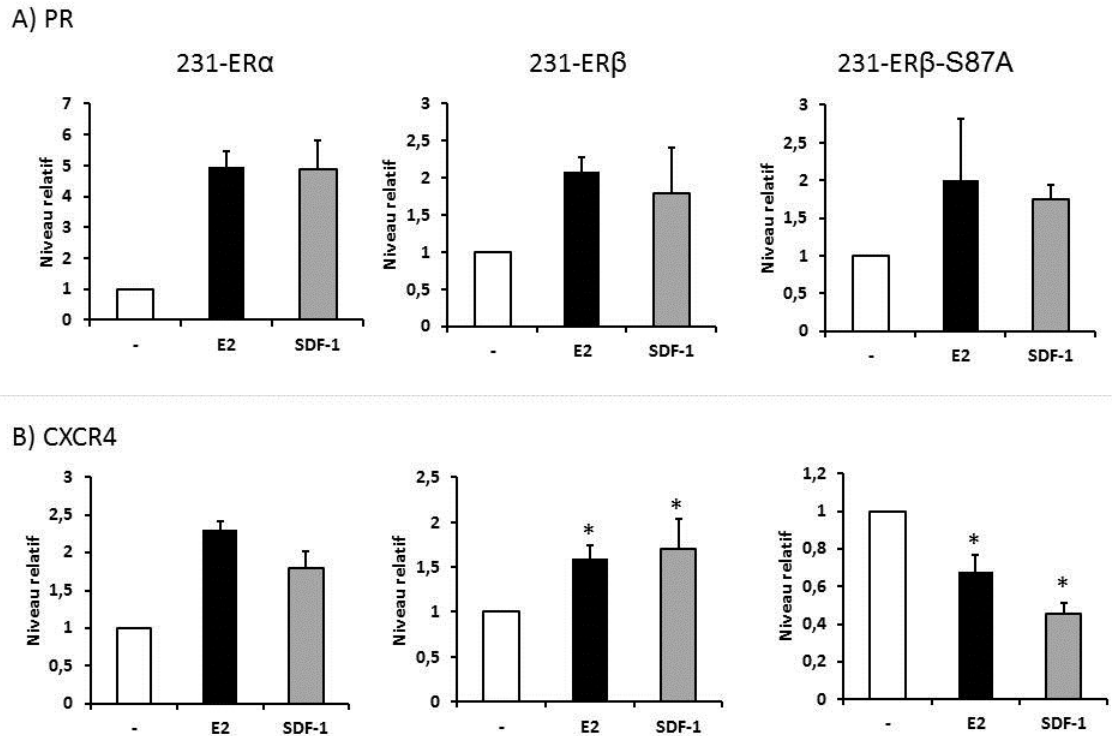 A) PR
231-ERα
231-ERβ
231-ERβ-S87A
Niveau relatif
7
6
5
4
3
2
1
0
-
E2
SDF-1
Niveau relatif
3
2,5
2
1,5
1
0,5
0
-
E2
SDF-1
Niveau relatif
3
2,5
2
1,5
1
0,5
0
-
E2
SDF-1
B) CXCR4
Niveau relatif
3
2,5
2
1,5
1
0,5
0
-
E2
SDF-1
Niveau relatif
2,5
2
1,5
1
0,5
0
*
*
-
E2
SDF-1
Niveau relatif
1,2
1
0,8
0,6
0,4
0,2
0
*
*
-
E2
SDF-1